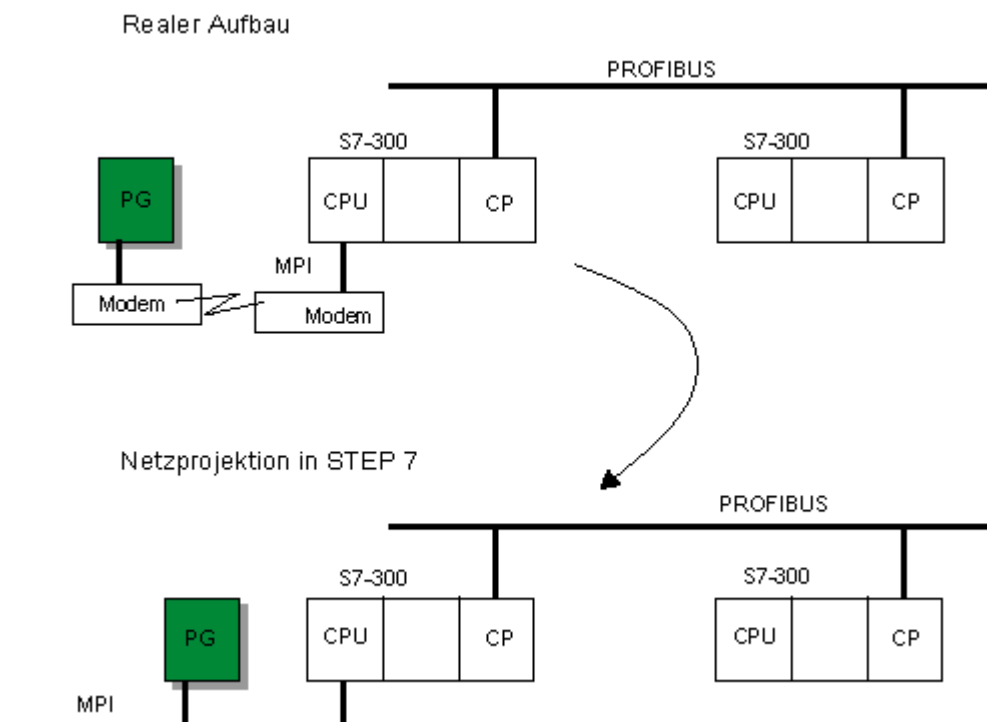 Realer Aufbau
PROFIBUS
S7-300
S7-300
PG
CPU
CP
CPU
CP
MPI
Modem
Modem
Netzprojektion in STEP 7
PROFIBUS
S7-300
S7-300
PG
CPU
CP
CPU
CP
MPI